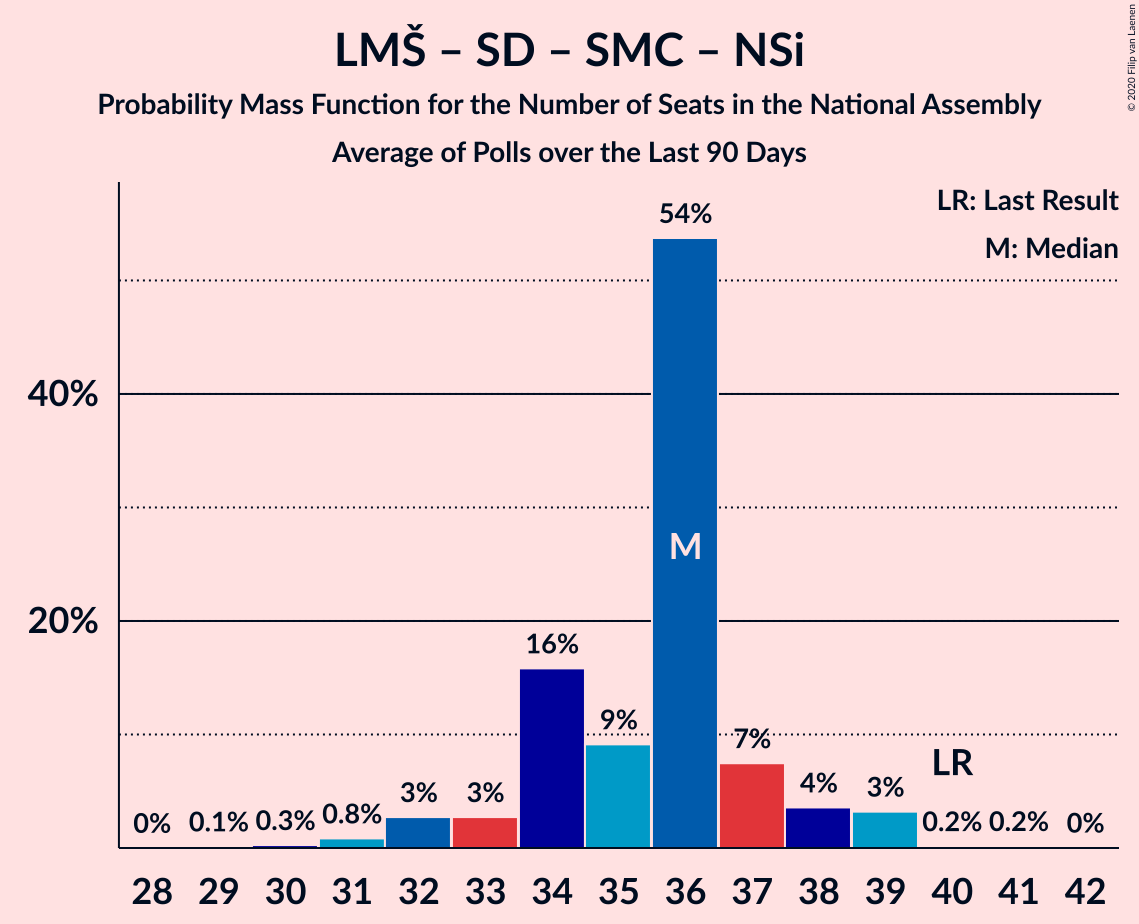 LMŠ – SD – SMC – NSi
Probability Mass Function for the Number of Seats in the National Assembly
Average of Polls over the Last 90 Days
© 2020 Filip van Laenen
LR: Last Result
M: Median
54%
40%
M
20%
16%
9%
7%
LR
0%
0.1%
0.3%
0.8%
3%
3%
4%
3%
0.2%
0.2%
0%
28 29 30 31 32 33 34 35 36 37 38 39 40 41 42